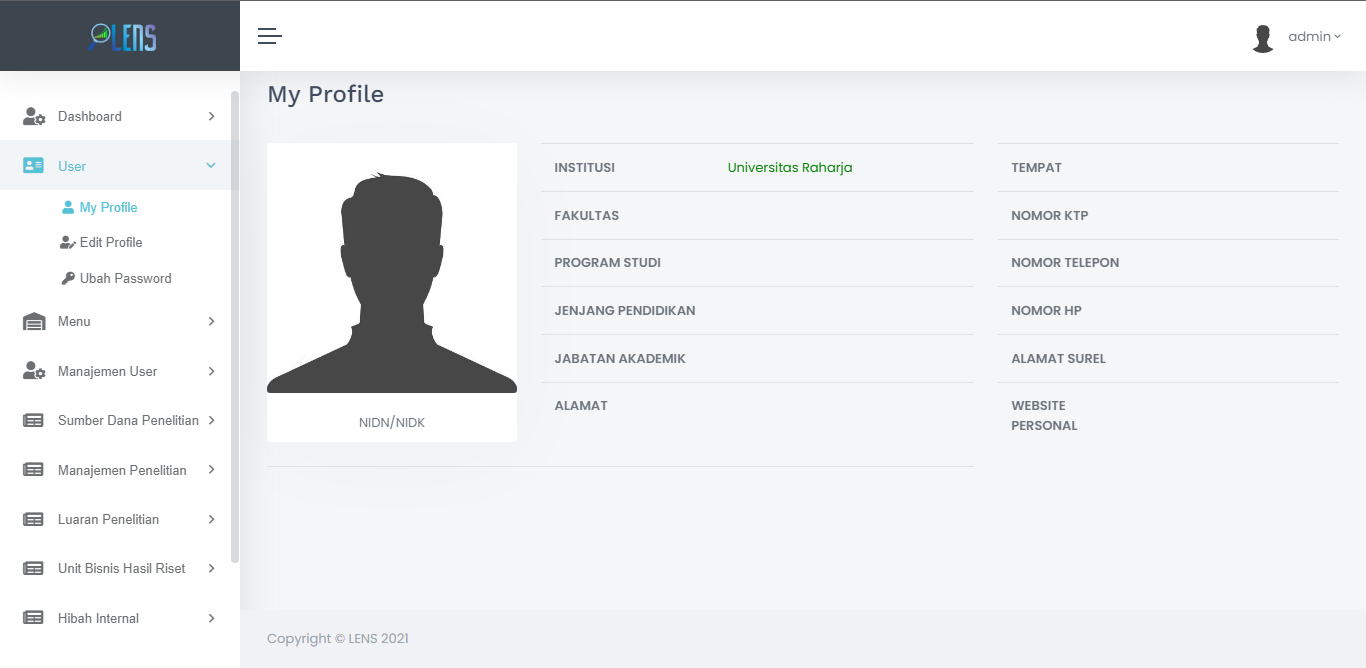 LENS
admin
My Profile
Dashboard
User
My Profile
Edit Profile
Ubah Password
Menu
Manajemen User
Sumber Dana Penelitian
Manajemen Penelitian
Luaran Penelitian
Unit Bisnis Hasil Riset
Hibah Internal
NIDN/NIDK
INSTITUSI Universitas Raharja
FAKULTAS
PROGRAM STUDI
JENJANG PENDIDIKAN
JABATAN AKADEMIK
ALAMAT
TEMPAT
NOMOR KTP
NOMOR TELEPON
NOMOR HP
ALAMAT SUREL
WEBSITE
PERSONAL
Copyright © LENS 2021